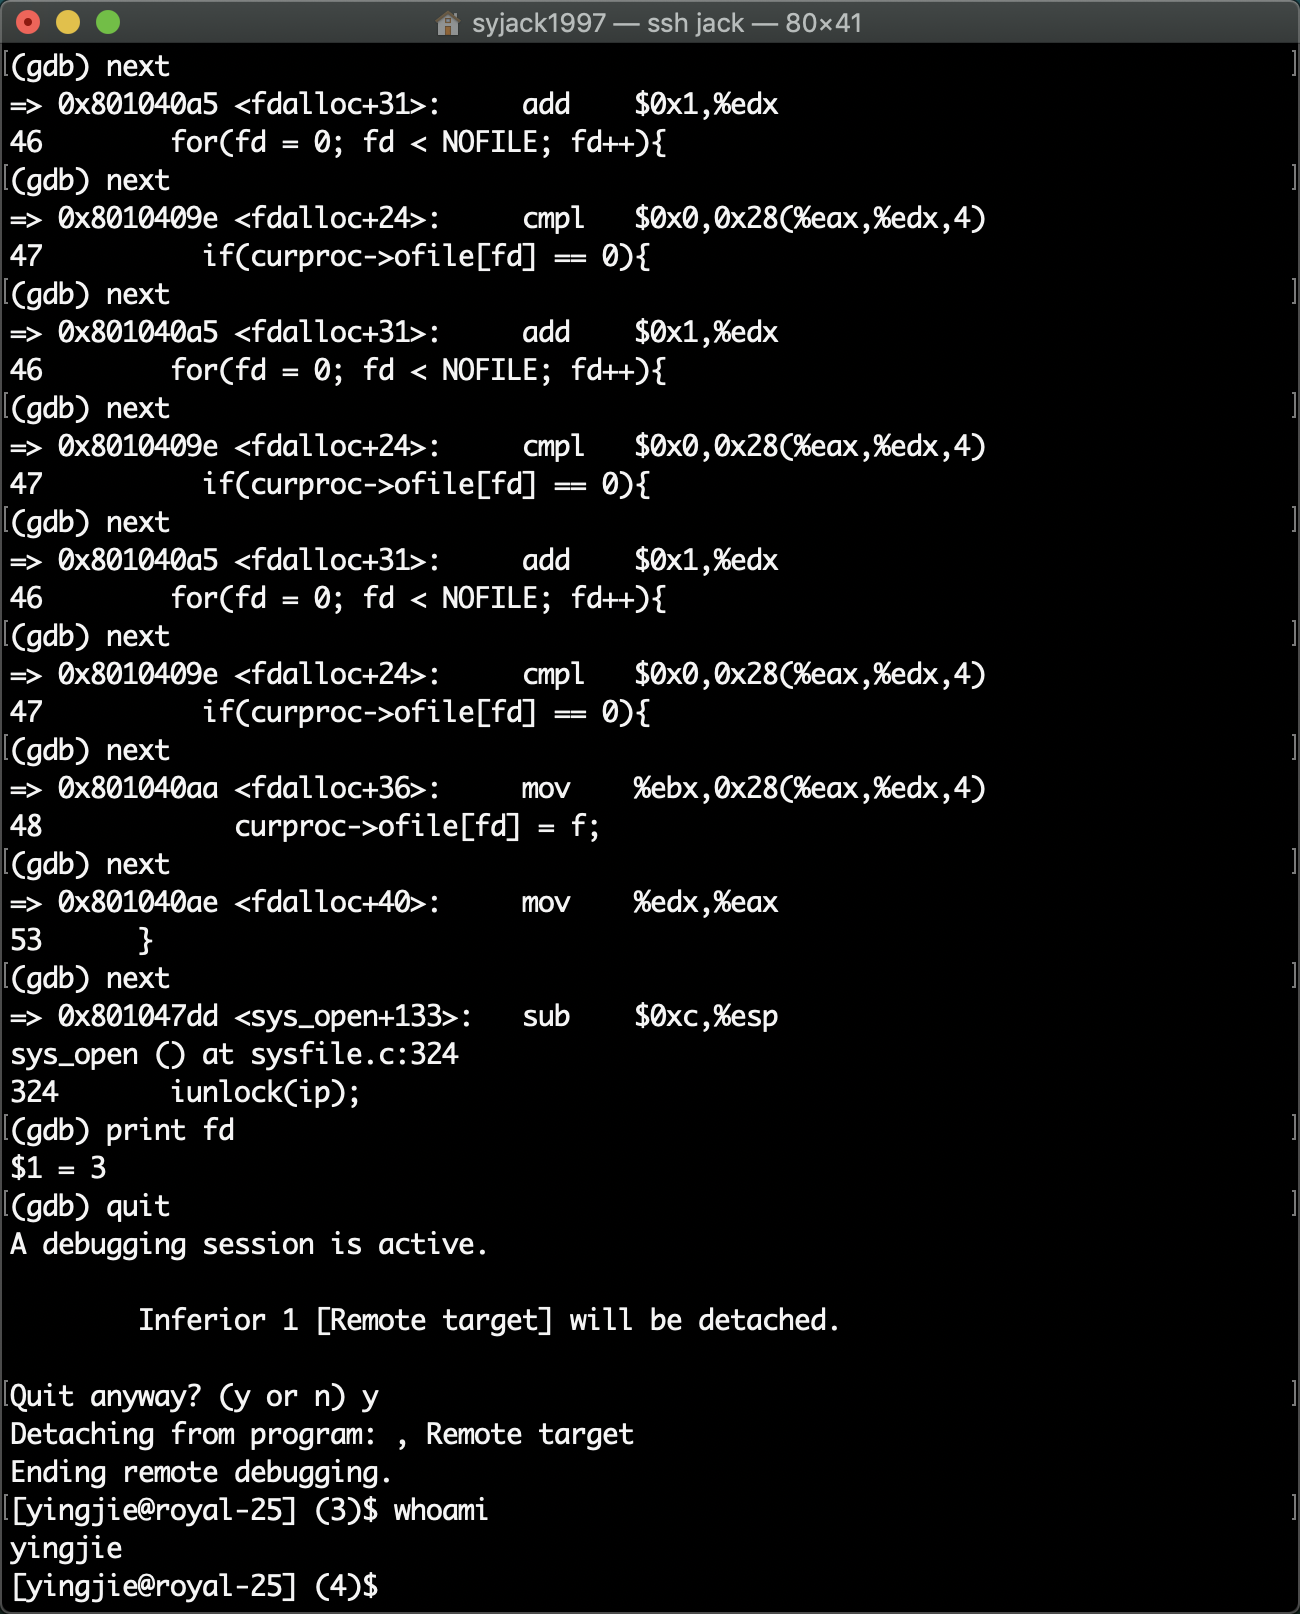 syjack1997 — ssh jack — 80×41
(gdb) next
=> 0x801040a5 <fdalloc+31>:     add    $0x1,%edx
46        for(fd = 0; fd < NOFILE; fd++){
(gdb) next
=> 0x8010409e <fdalloc+24>:     cmpl   $0x0,0x28(%eax,%edx,4)
47          if(curproc->ofile[fd] == 0){
(gdb) next
=> 0x801040a5 <fdalloc+31>:     add    $0x1,%edx
46        for(fd = 0; fd < NOFILE; fd++){
(gdb) next
=> 0x8010409e <fdalloc+24>:     cmpl   $0x0,0x28(%eax,%edx,4)
47          if(curproc->ofile[fd] == 0){
(gdb) next
=> 0x801040a5 <fdalloc+31>:     add    $0x1,%edx
46        for(fd = 0; fd < NOFILE; fd++){
(gdb) next
=> 0x8010409e <fdalloc+24>:     cmpl   $0x0,0x28(%eax,%edx,4)
47          if(curproc->ofile[fd] == 0){
(gdb) next
=> 0x801040aa <fdalloc+36>:     mov    %ebx,0x28(%eax,%edx,4)
48            curproc->ofile[fd] = f;
(gdb) next
=> 0x801040ae <fdalloc+40>:     mov    %edx,%eax
53      }
(gdb) next
=> 0x801047dd <sys_open+133>:   sub    $0xc,%esp
sys_open () at sysfile.c:324
324       iunlock(ip);
(gdb) print fd
$1 = 3
(gdb) quit
A debugging session is active.
        Inferior 1 [Remote target] will be detached.
Quit anyway? (y or n) y
Detaching from program: , Remote target
Ending remote debugging.
[yingjie@royal-25] (3)$ whoami
yingjie
[yingjie@royal-25] (4)$